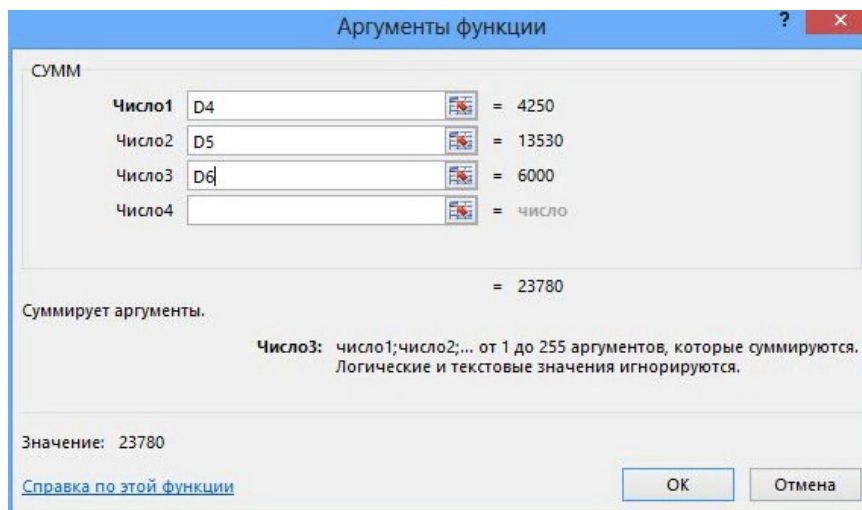 Аргументы функции ? ×
СУММ
Число1 D4 = 4250
Число2 D5 = 13530
Число3 D6 = 6000
Число4 = число
= 23780
Суммирует аргументы.
Число3: число1;число2;... от 1 до 255 аргументов, которые суммируются.
Логические и текстовые значения игнорируются.
Значение: 23780
Справка по этой функции ОК Отмена